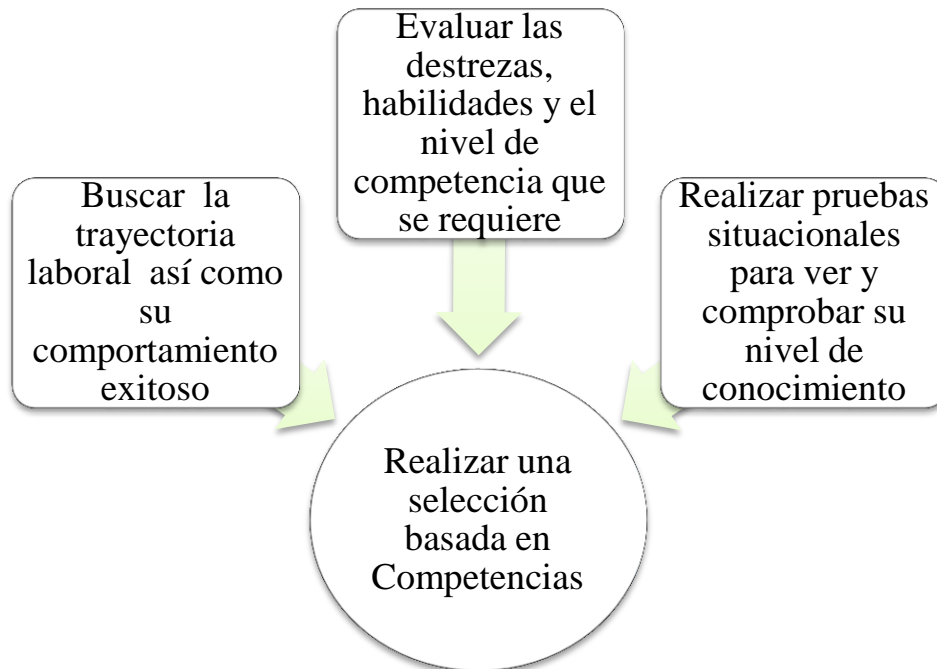 Evaluar las
destrezas,
habilidades y el
nivel de
competencia que
se requiere
Buscar la
trayectoria
laboral así como
su
comportamiento
exitoso
Realizar pruebas
situacionales
para ver y
comprobar su
nivel de
conocimiento
Realizar una
selección
basada en
Competencias